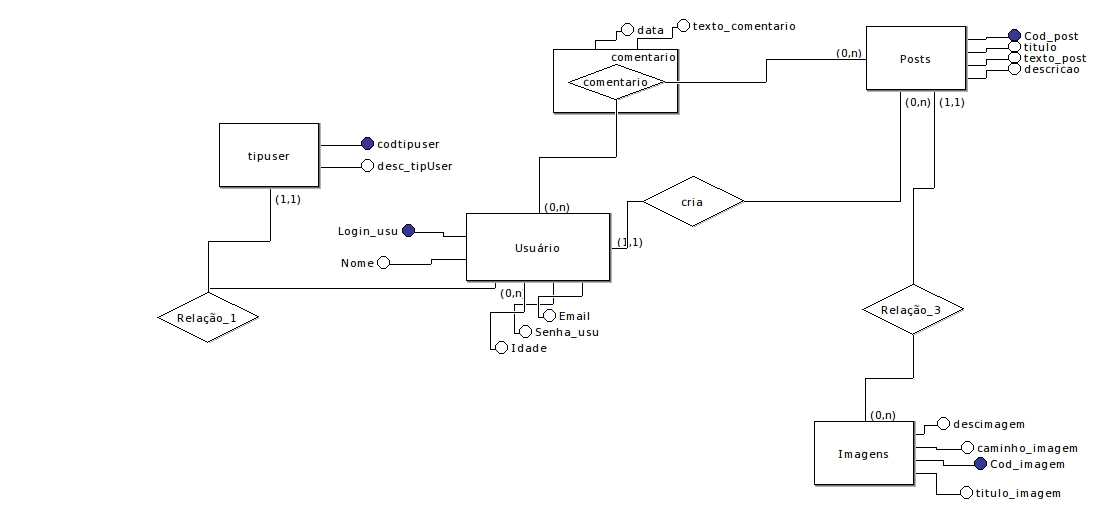 data
texto_comentario
comentario
comentario
(0,n)
Posts
Cod_post
titulo
texto_post
descricao
(0,n)
(1,1)
tipuser
codtipuser
desc_tipUser
(1,1)
cria
(0,n)
Login_usu
Nome
Usuário
(1,1)
(0,n)
Email
Senha_usu
Idade
Relação_1
Relação_3
(0,n)
Imagens
descimagem
caminho_imagem
Cod_imagem
titulo_imagem